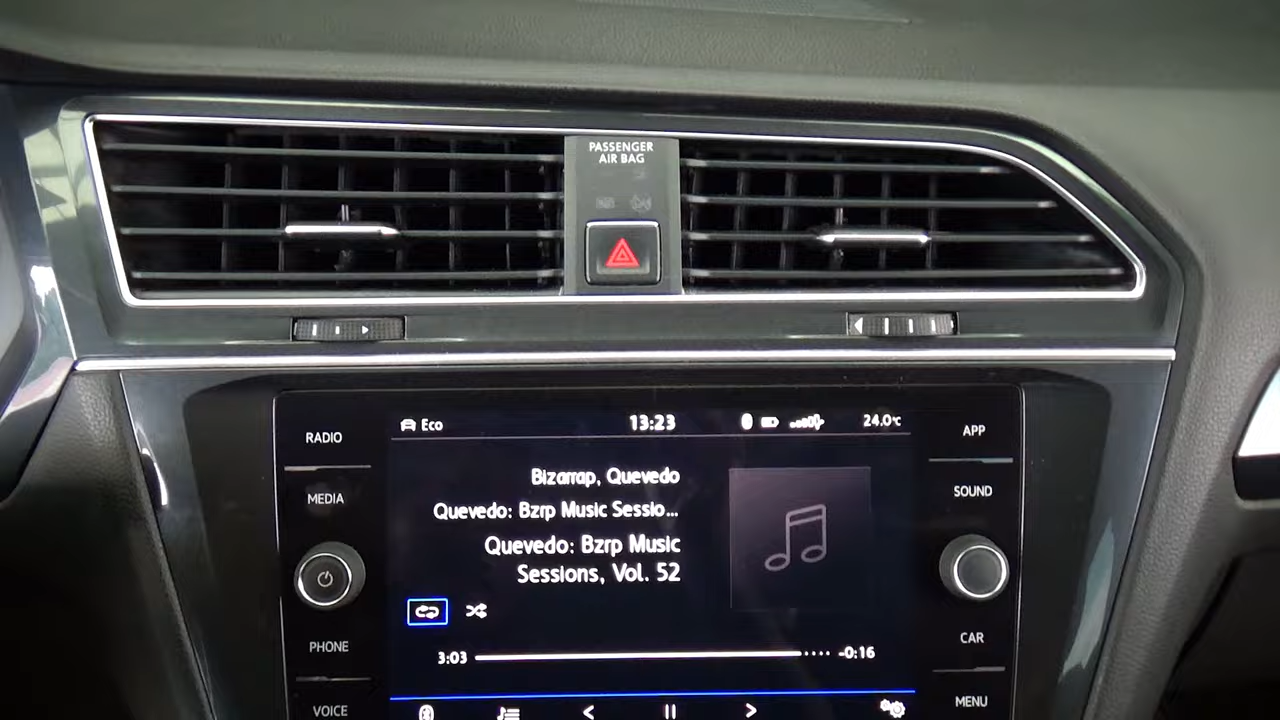 PASSENGER
AIR BAG
RADIO
MEDIA
PHONE
VOICE
Eco
13:23
24.0°C
Bizarrap, Quevedo
Quevedo: Bzrp Music Sessio...
Quevedo: Bzrp Music
Sessions, Vol. 52
3:03
-0:16
APP
SOUND
CAR
MENU